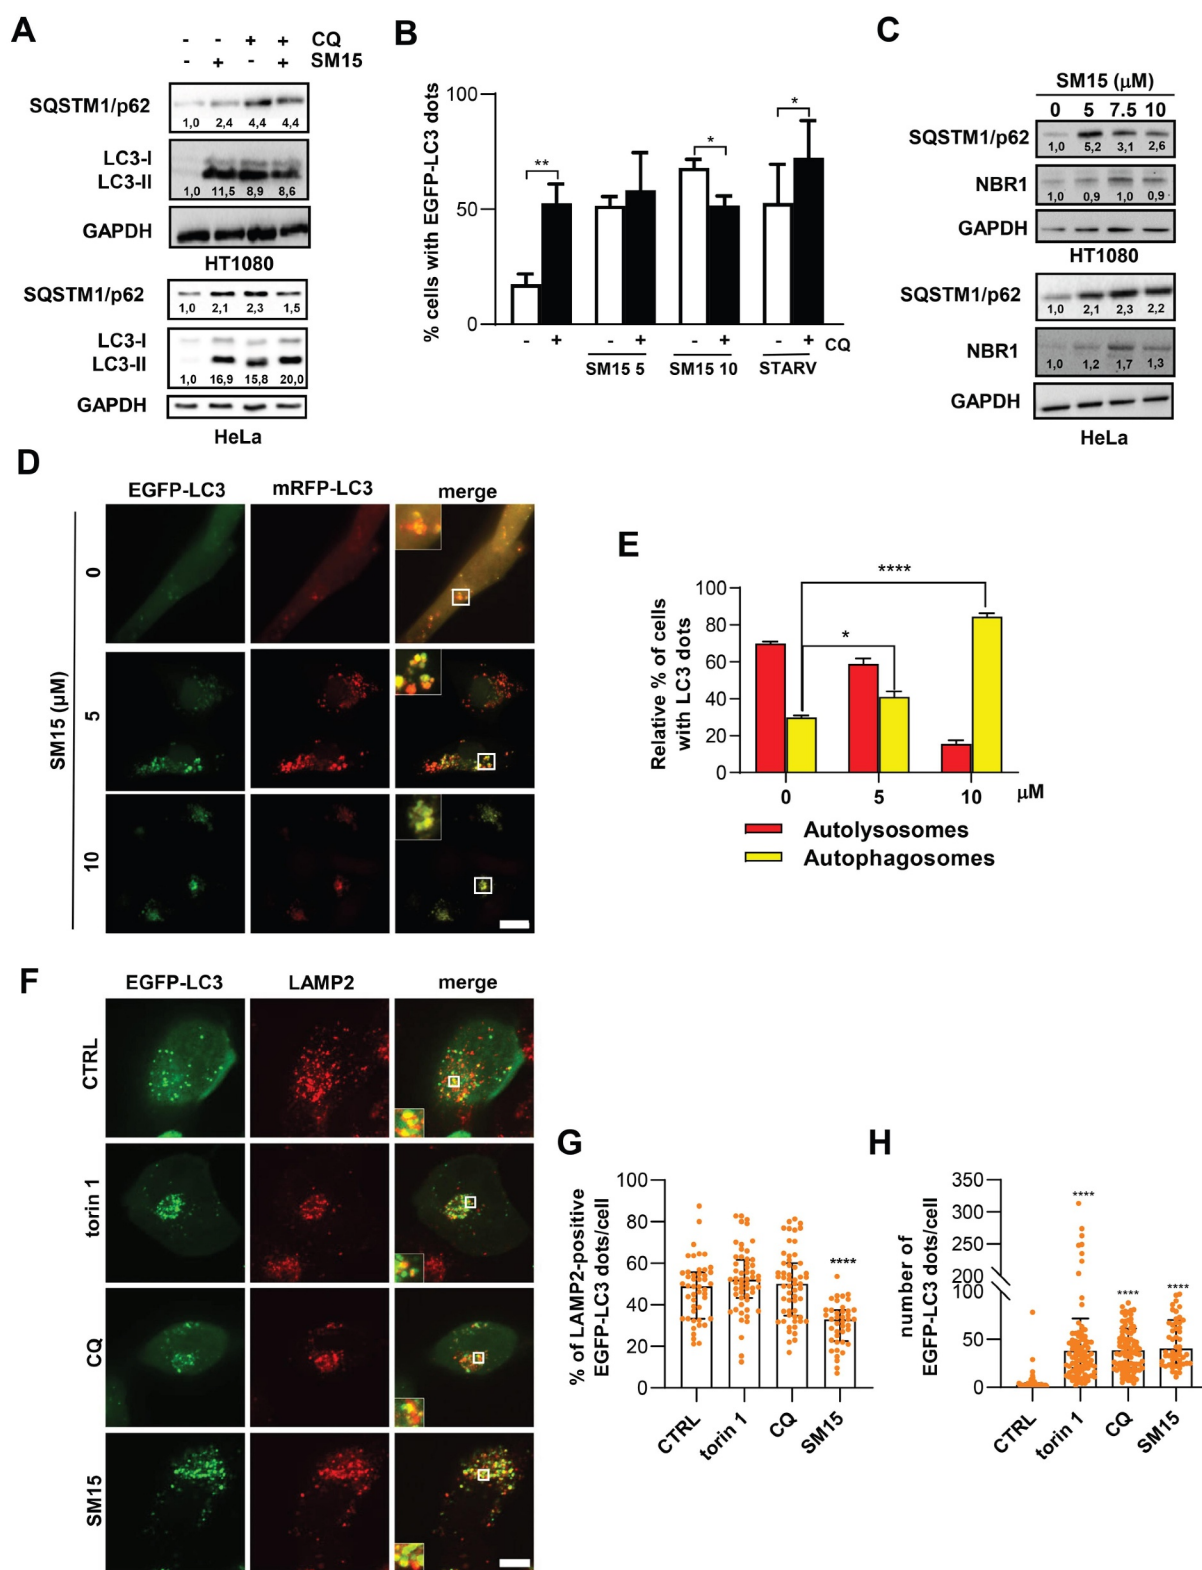 A
- - + + CQ
- + - + SM15
SQSTM1/p62
1,0 2,4 4,4 4,4
LC3-I
LC3-II
1,0 11,5 8,9 8,6
GAPDH
HT1080
SQSTM1/p62
1,0 2,1 2,3 1,5
LC3-I
LC3-II
1,0 16,9 15,8 20,0
GAPDH
HeLa
B
% cells with EGFP-LC3 dots
100
50
0
**
*
*
- + - + - + - + CQ
SM15 5 SM15 10 STARV
C
SM15 (μM)
0 5 7.5 10
SQSTM1/p62
1,0 5,2 3,1 2,6
NBR1
1,0 0,9 1,0 0,9
GAPDH
HT1080
SQSTM1/p62
1,0 2,1 2,3 2,2
NBR1
1,0 1,2 1,7 1,3
GAPDH
HeLa
D
EGFP-LC3 mRFP-LC3 merge
SM15 (μM)
0
5
10
E
Relative % of cells
with LC3 dots
100
80
60
40
20
0
****
*
0 5 10 μM
Autolysosomes
Autophagosomes
F
EGFP-LC3 LAMP2 merge
CTRL
torin 1
CQ
SM15
G
% of LAMP2-positive
EGFP-LC3 dots/cell
100
80
60
40
20
0
****
CTRL torin 1 CQ SM15
H
number of
EGFP-LC3 dots/cell
350
300
250
200
100
50
0
****
****
****
CTRL torin 1 CQ SM15